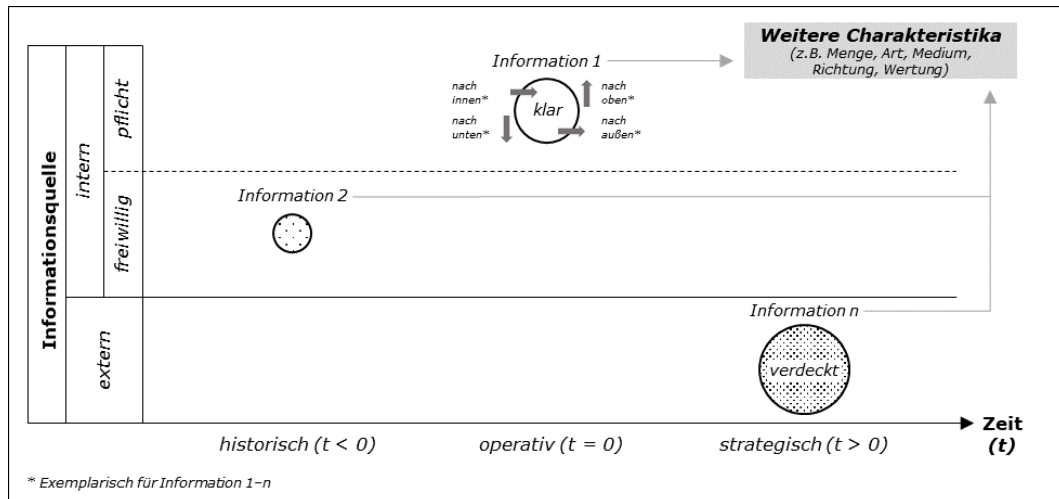 Weitere Charakteristika
(z.B. Menge, Art, Medium,
Richtung, Wertung)
Information 1
nach
innen*
nach
oben*
klar
nach
unten*
nach
außen*
Informationsquelle
intern
pflicht
freiwillig
extern
Information 2
Information n
verdeckt
Zeit
(t)
historisch (t < 0)
operativ (t = 0)
strategisch (t > 0)
* Exemplarisch für Information 1–n